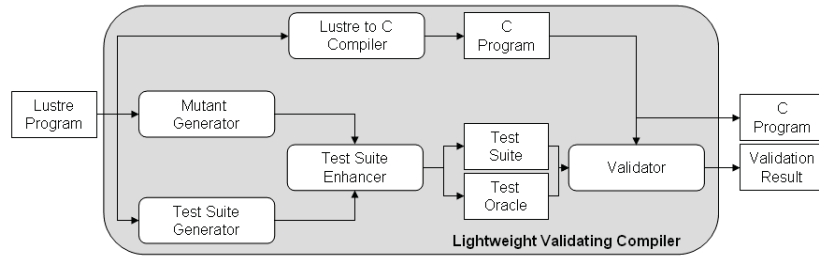 Lustre to C
Compiler
C
Program
Lustre
Program
Mutant
Generator
Test Suite
Enhancer
Test
Suite
Test
Oracle
Validator
C
Program
Validation
Result
Test Suite
Generator
Lightweight Validating Compiler